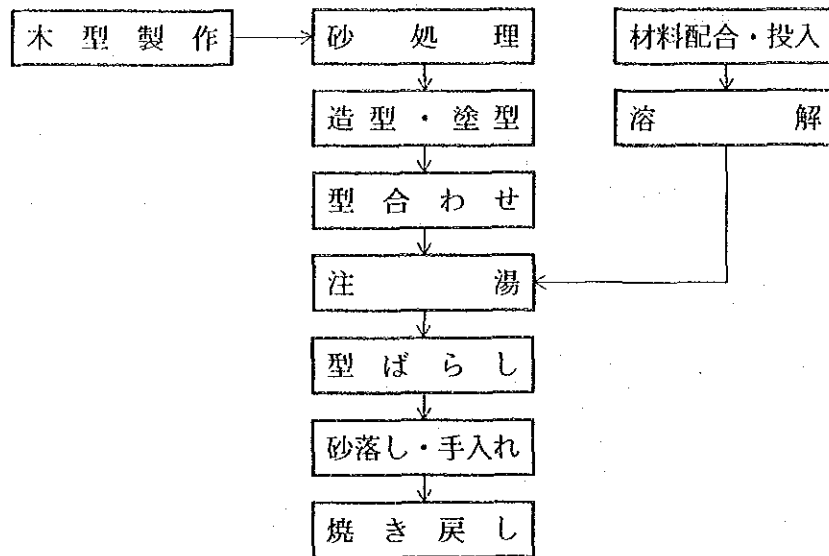 木型製作
砂処理
材料配合・投入
造型・塗型
溶解
型合わせ
注湯
型ばらし
砂落し・手入れ
焼き戻し